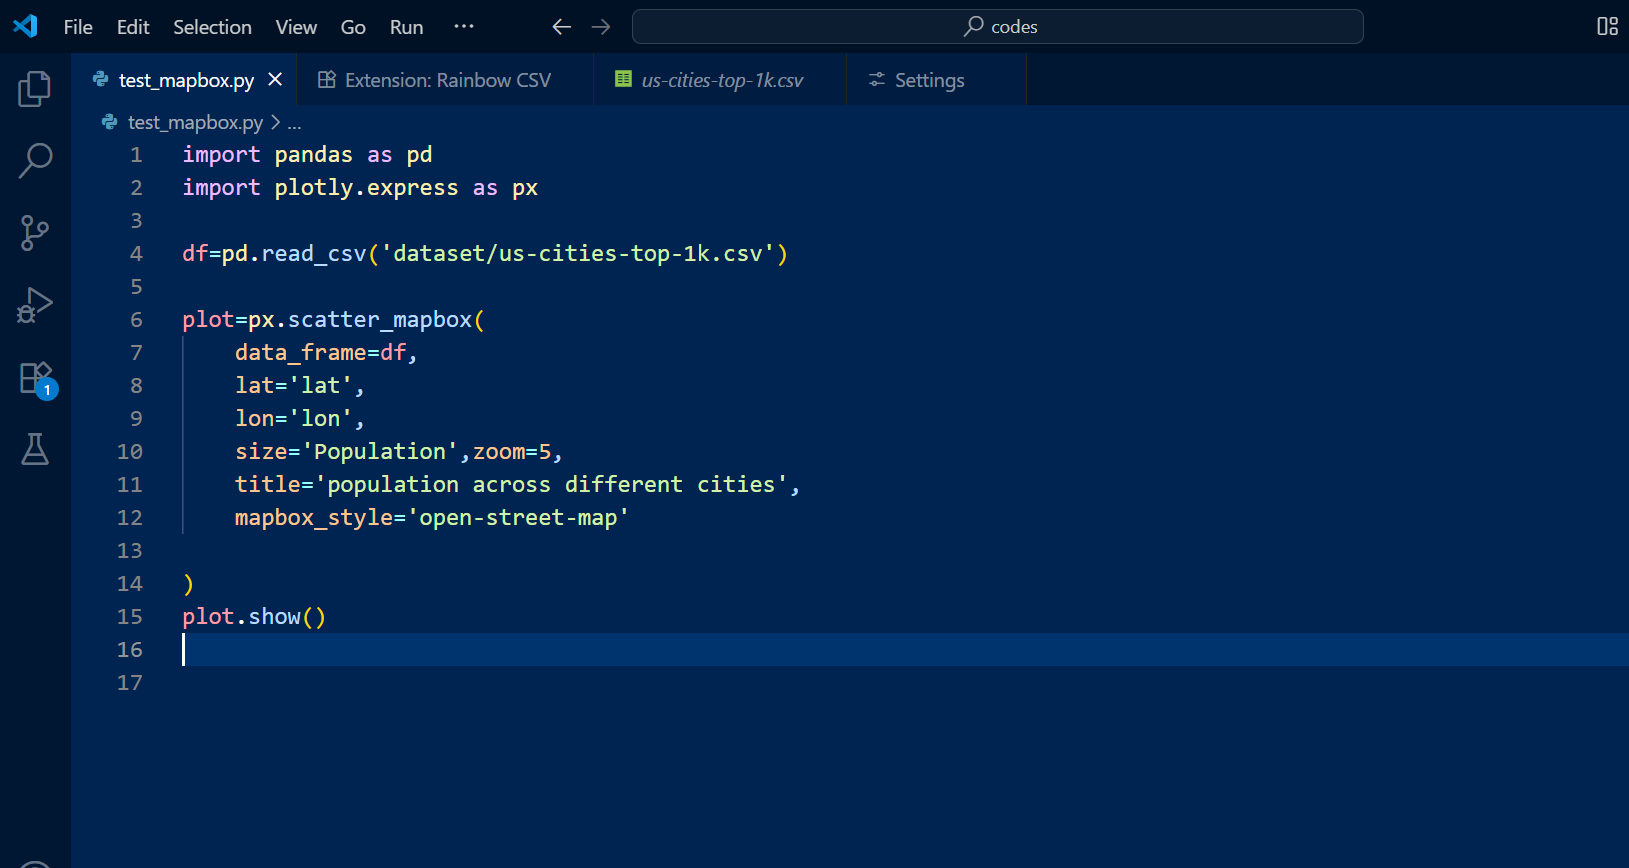 File Edit Selection View Go Run ··· codes
test_mapbox.py Extension: Rainbow CSV us-cities-top-1k.csv Settings
test_mapbox.py > ...
1 import pandas as pd
2 import plotly.express as px
3
4 df=pd.read_csv('dataset/us-cities-top-1k.csv')
5
6 plot=px.scatter_mapbox(
7     data_frame=df,
8     lat='lat',
9     lon='lon',
10     size='Population',zoom=5,
11     title='population across different cities',
12     mapbox_style='open-street-map'
13
14 )
15 plot.show()
16
17
1